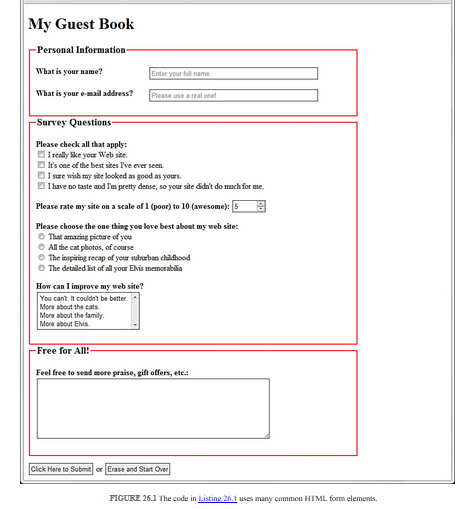 My Guest Book
Personal Information
What is your name?
Enter your full name.
What is your e-mail address?
Please use a real one!
Survey Questions
Please check all that apply:
I really like your Web site.
It's one of the best sites I've ever seen.
I sure wish my site looked as good as yours.
I have no taste and I'm pretty dense, so your site didn't do much for me.
Please rate my site on a scale of 1 (poor) to 10 (awesome): 5
Please choose the one thing you love best about my web site:
That amazing picture of you
All the cat photos, of course
The inspiring recap of your suburban childhood
The detailed list of all your Elvis memorabilia
How can I improve my web site?
You can't. It couldn't be better.
More about the cats.
More about the family.
More about Elvis.
Free for All!
Feel free to send more praise, gift offers, etc.:
Click Here to Submit or Erase and Start Over
FIGURE 26.1 The code in Listing 26.1 uses many common HTML form elements.